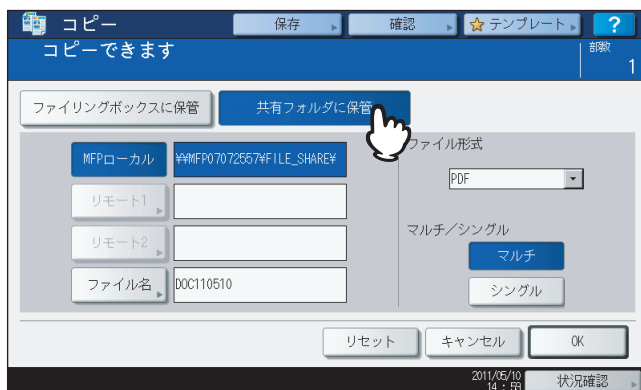 コピー
保存
確認
テンプレート
?
コピーできます
部数
1
ファイリングボックスに保管
共有フォルダに保管
MFPローカル
¥¥MFP07072557¥FILE_SHARE¥
ファイル形式
PDF
リモート1
リモート2
マルチ/シングル
マルチ
ファイル名
DOC110510
シングル
リセット
キャンセル
OK
2011/05/10
14:59
状況確認